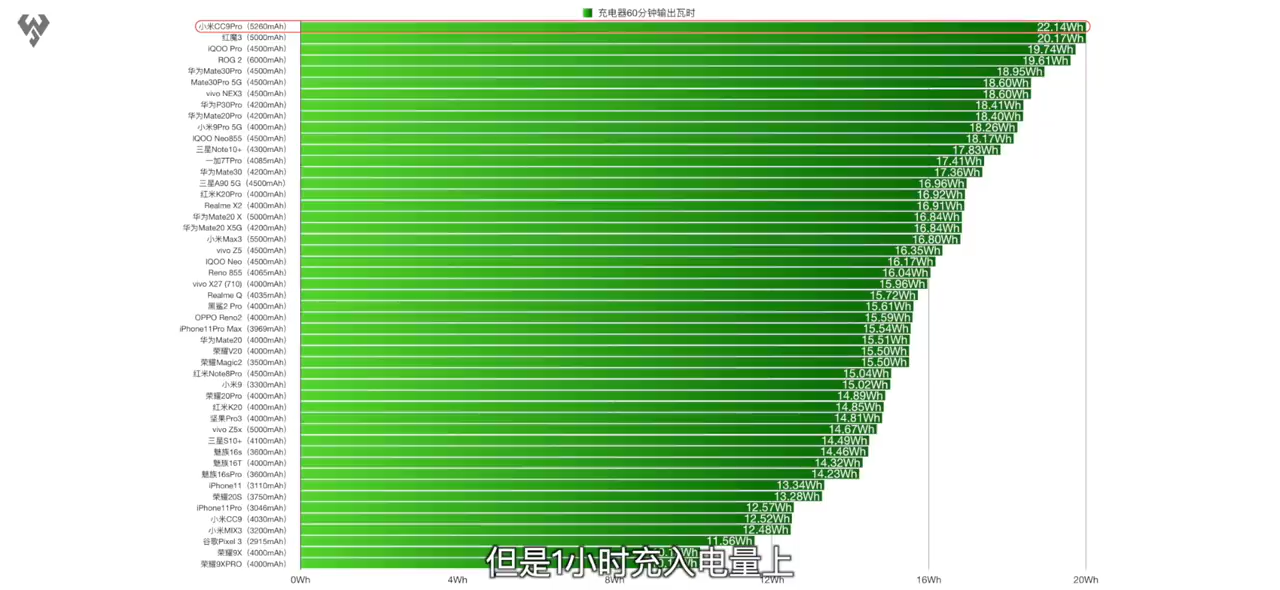 充电器60分钟输出瓦时
小米CC9Pro（5260mAh） 22.14Wh
红魔3（5000mAh） 20.17Wh
iQOO Pro（4500mAh） 19.74Wh
ROG 2（6000mAh） 19.61Wh
华为Mate30Pro（4500mAh） 18.95Wh
Mate30Pro 5G（4500mAh） 18.60Wh
vivo NEX3（4500mAh） 18.60Wh
华为P30Pro（4200mAh） 18.41Wh
华为Mate20Pro（4200mAh） 18.40Wh
小米9Pro 5G（4000mAh） 18.26Wh
IQOO Neo855（4500mAh） 18.17Wh
三星Note10+（4300mAh） 17.83Wh
一加7TPro（4085mAh） 17.41Wh
华为Mate30（4200mAh） 17.36Wh
三星A90 5G（4500mAh） 16.96Wh
红米K20Pro（4000mAh） 16.92Wh
Realme X2（4000mAh） 16.91Wh
华为Mate20 X（5000mAh） 16.84Wh
华为Mate20 X5G（4200mAh） 16.84Wh
小米Max3（5500mAh） 16.80Wh
vivo Z5（4500mAh） 16.35Wh
IQOO Neo（4500mAh） 16.17Wh
Reno 855（4065mAh） 16.04Wh
vivo X27 (710)（4000mAh） 15.96Wh
Realme Q（4035mAh） 15.72Wh
黑鲨2 Pro（4000mAh） 15.61Wh
OPPO Reno2（4000mAh） 15.59Wh
iPhone11Pro Max（3969mAh） 15.54Wh
华为Mate20（4000mAh） 15.51Wh
荣耀V20（4000mAh） 15.50Wh
荣耀Magic2（3500mAh） 15.50Wh
红米Note8Pro（4500mAh） 15.04Wh
小米9（3300mAh） 15.02Wh
荣耀20Pro（4000mAh） 14.89Wh
红米K20（4000mAh） 14.85Wh
坚果Pro3（4000mAh） 14.81Wh
vivo Z5x（5000mAh） 14.67Wh
三星S10+（4100mAh） 14.49Wh
魅族16s（3600mAh） 14.46Wh
魅族16T（4000mAh） 14.32Wh
魅族16sPro（3600mAh） 14.23Wh
iPhone11（3110mAh） 13.34Wh
荣耀20S（3750mAh） 13.28Wh
iPhone11Pro（3046mAh） 12.57Wh
小米CC9（4030mAh） 12.52Wh
小米MIX3（3200mAh） 12.48Wh
谷歌Pixel 3（2915mAh） 11.56Wh
荣耀9X（4000mAh）
荣耀9XPRO（4000mAh）
但是1小时充入电量上
0Wh 4Wh 8Wh 12Wh 16Wh 20Wh